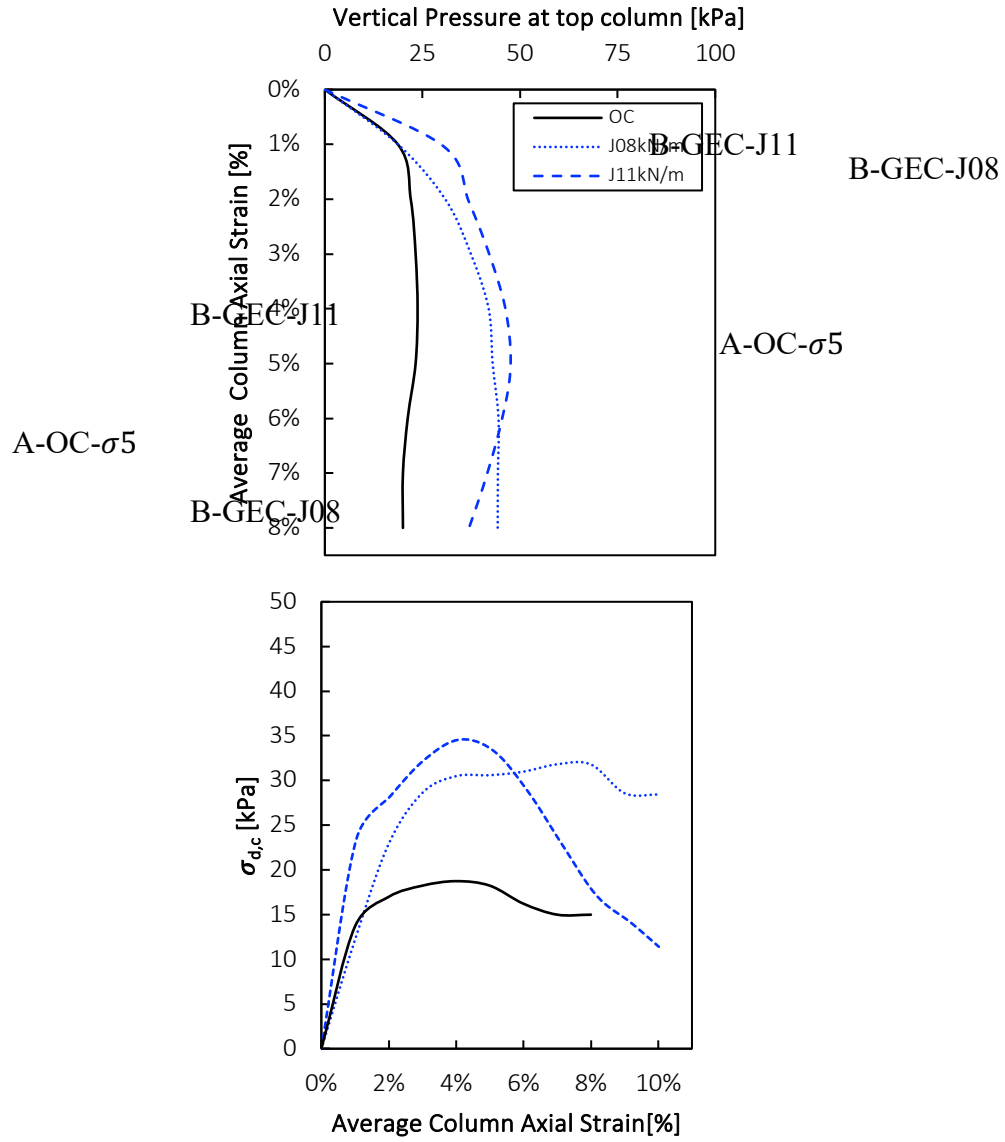 Vertical Pressure at top column [kPa]
0 25 50 75 100
0%
1%
2%
3%
4%
5%
6%
7%
8%
Average Column Axial Strain [%]
OC
J08kN/m
J11kN/m
B-GEC-J11
B-GEC-J08
B-GEC-J11
A-OC-σ5
A-OC-σ5
B-GEC-J08
50
45
40
35
30
25
20
15
10
5
0
σd,c [kPa]
0% 2% 4% 6% 8% 10%
Average Column Axial Strain[%]